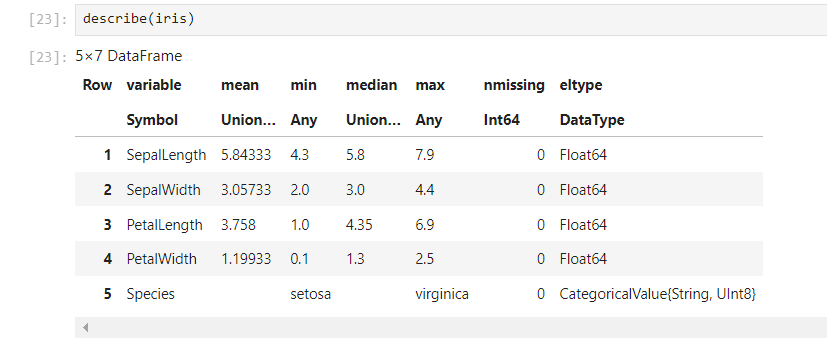 [23]: describe(iris)
[23]: 5×7 DataFrame
Row variable mean min median max nmissing eltype
Symbol Union… Any Union… Any Int64 DataType
1 SepalLength 5.84333 4.3 5.8 7.9 0 Float64
2 SepalWidth 3.05733 2.0 3.0 4.4 0 Float64
3 PetalLength 3.758 1.0 4.35 6.9 0 Float64
4 PetalWidth 1.19933 0.1 1.3 2.5 0 Float64
5 Species setosa virginica 0 CategoricalValue{String, UInt8}